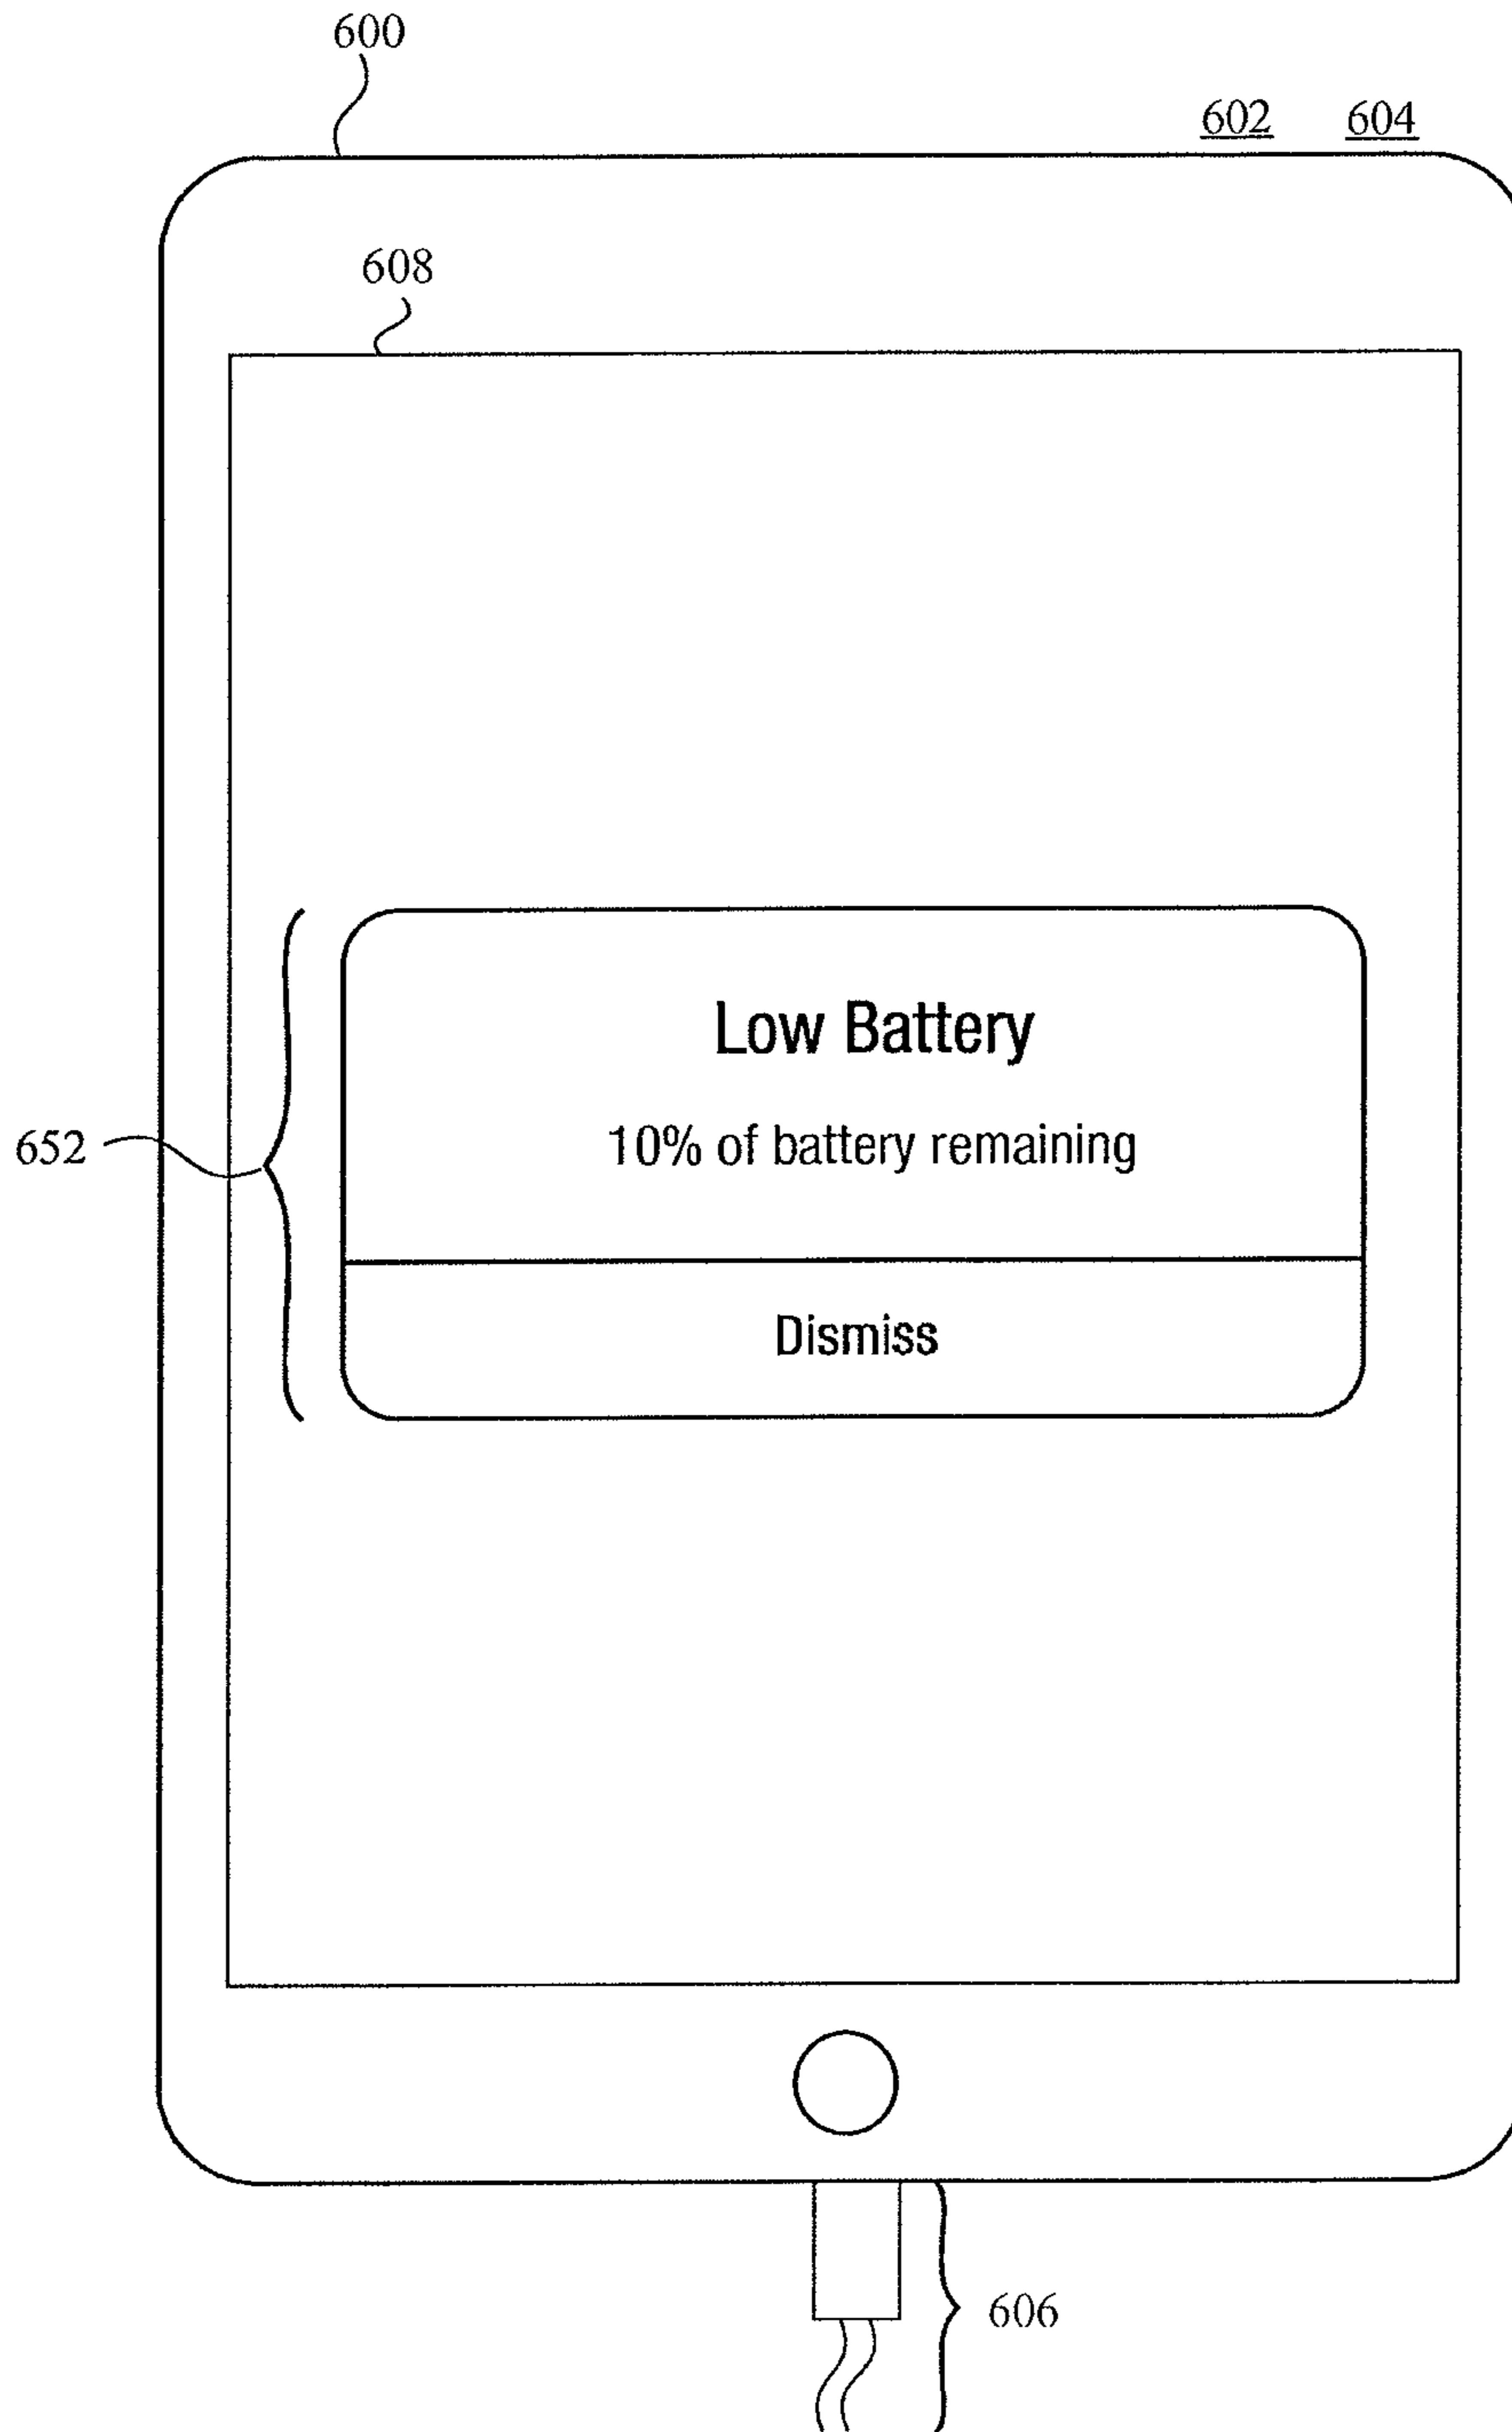 600
602 604
608
Low Battery
10% of battery remaining
652
Dismiss
606